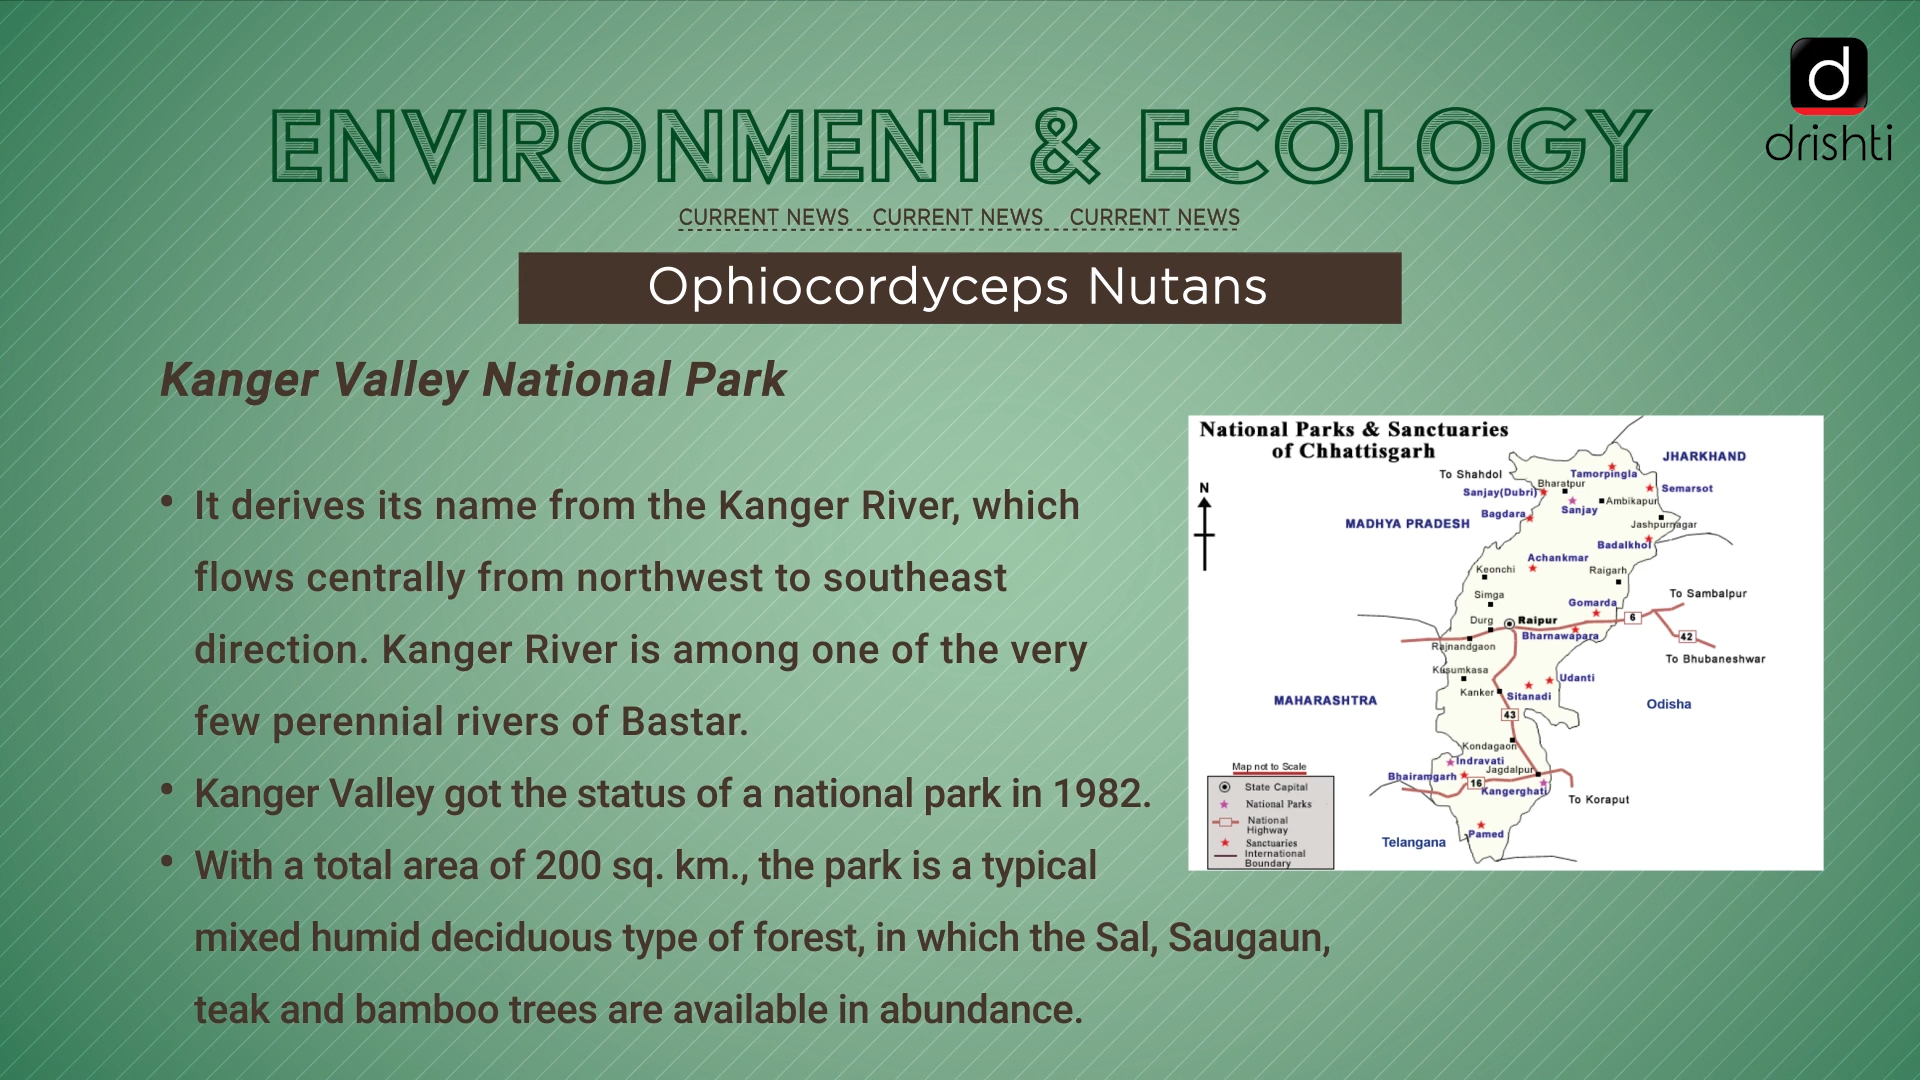 d
drishti
ENVIRONMENT & ECOLOGY
CURRENT NEWS CURRENT NEWS CURRENT NEWS
Ophiocordyceps Nutans
Kanger Valley National Park
• It derives its name from the Kanger River, which
flows centrally from northwest to southeast
direction. Kanger River is among one of the very
few perennial rivers of Bastar.
• Kanger Valley got the status of a national park in 1982.
• With a total area of 200 sq. km., the park is a typical
mixed humid deciduous type of forest, in which the Sal, Saugaun,
teak and bamboo trees are available in abundance.
National Parks & Sanctuaries
of Chhattisgarh
N
JHARKHAND
To Shahdol
Tamorpingla
Bharatpur
Sanjay(Dubri)
Semarsot
Ambikapur
Sanjay
Bagdara
MADHYA PRADESH
Jashpurnagar
Badalkhol
Achankmar
Keonchi
Raigarh
Simga
To Sambalpur
Gomarda
6
Durg
Raipur
Bharnawapara
42
Rajnandgaon
To Bhubaneshwar
Kusumkasa
Udanti
Kanker
Sitanadi
MAHARASHTRA
Odisha
43
Kondagaon
Indravati
Jagdalpur
Bhairamgarh
16
Kangerghati
To Koraput
Pamed
Telangana
Map not to Scale
State Capital
National Parks
National
Highway
Sanctuaries
International
Boundary